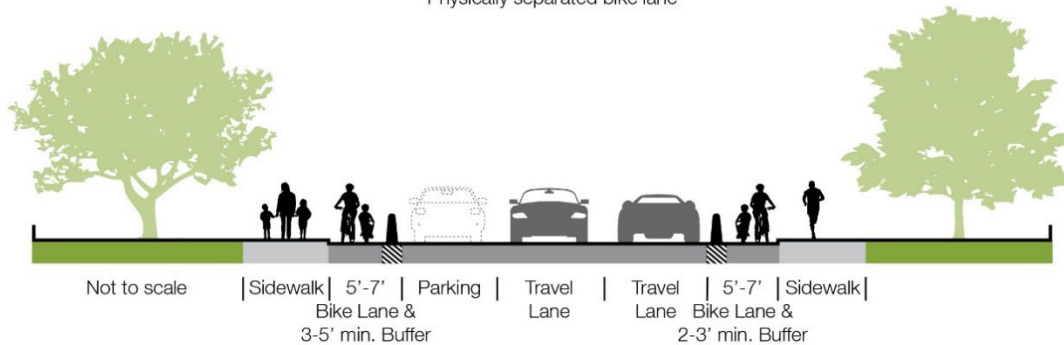 Physically separated bike lane
Not to scale | Sidewalk | 5'-7' | Parking | Travel | Travel | 5'-7' | Sidewalk |
Bike Lane & Lane Lane Bike Lane &
3-5' min. Buffer 2-3' min. Buffer